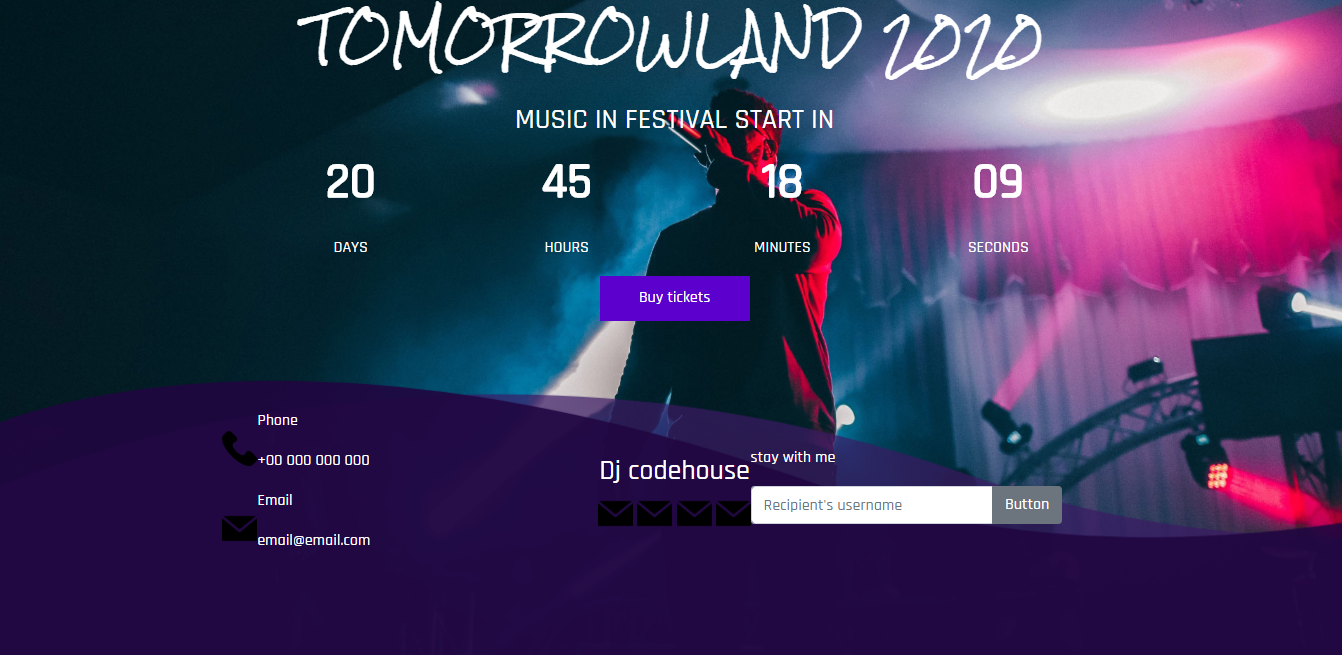 TOMORROWLAND 2020
MUSIC IN FESTIVAL START IN
20 45 18 09
DAYS HOURS MINUTES SECONDS
Buy tickets
Phone
+00 000 000 000
Email
email@email.com
Dj codehouse
stay with me
Recipient's username Button